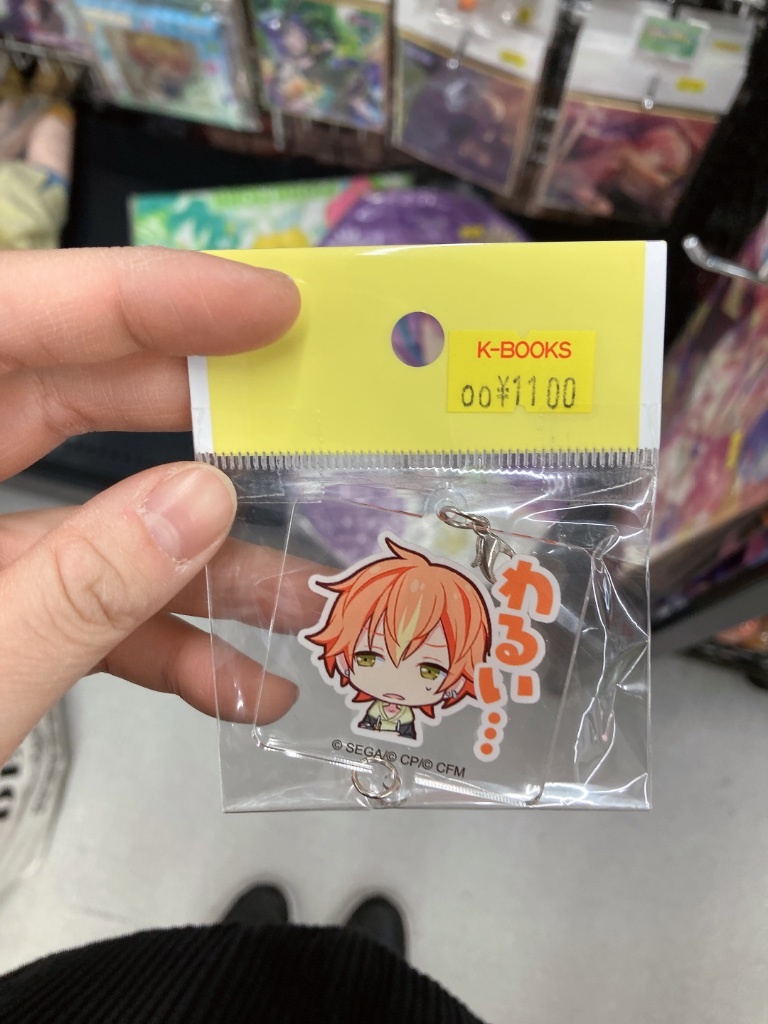 K-BOOKS
00¥1100
わるい…
© SEGA/© CP/© CFM